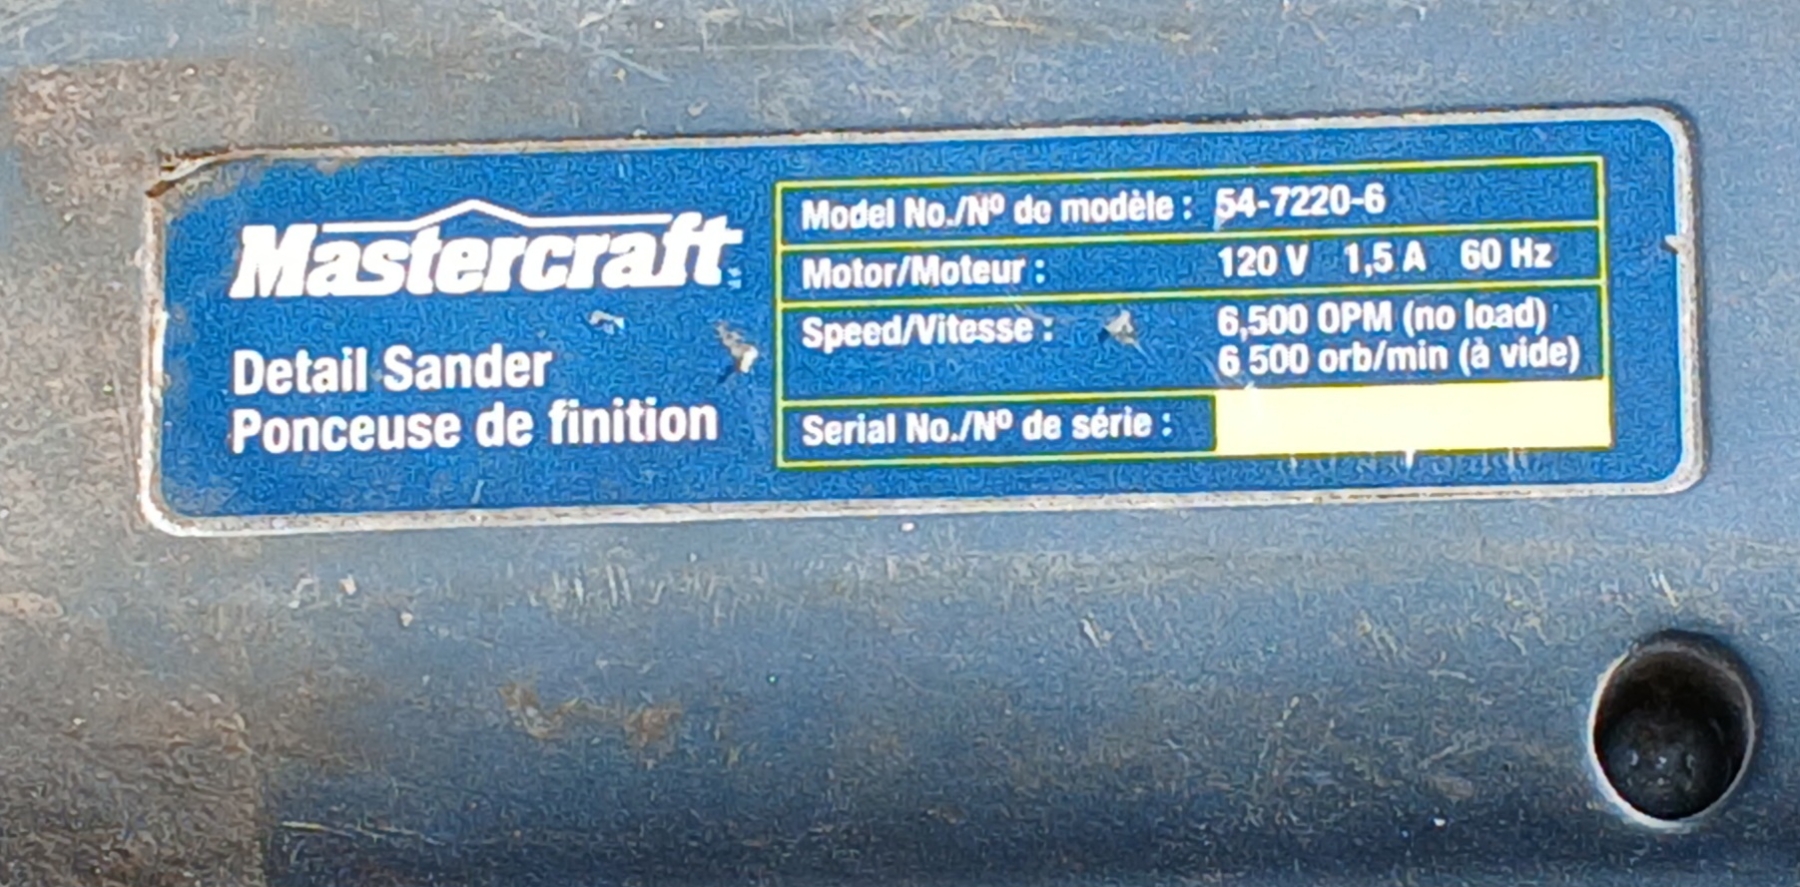 Mastercraft
Detail Sander
Ponceuse de finition
Model No./Nº de modèle : 54-7220-6
Motor/Moteur : 120 V 1,5 A 60 Hz
Speed/Vitesse : 6,500 OPM (no load)
6 500 orb/min (à vide)
Serial No./Nº de série :